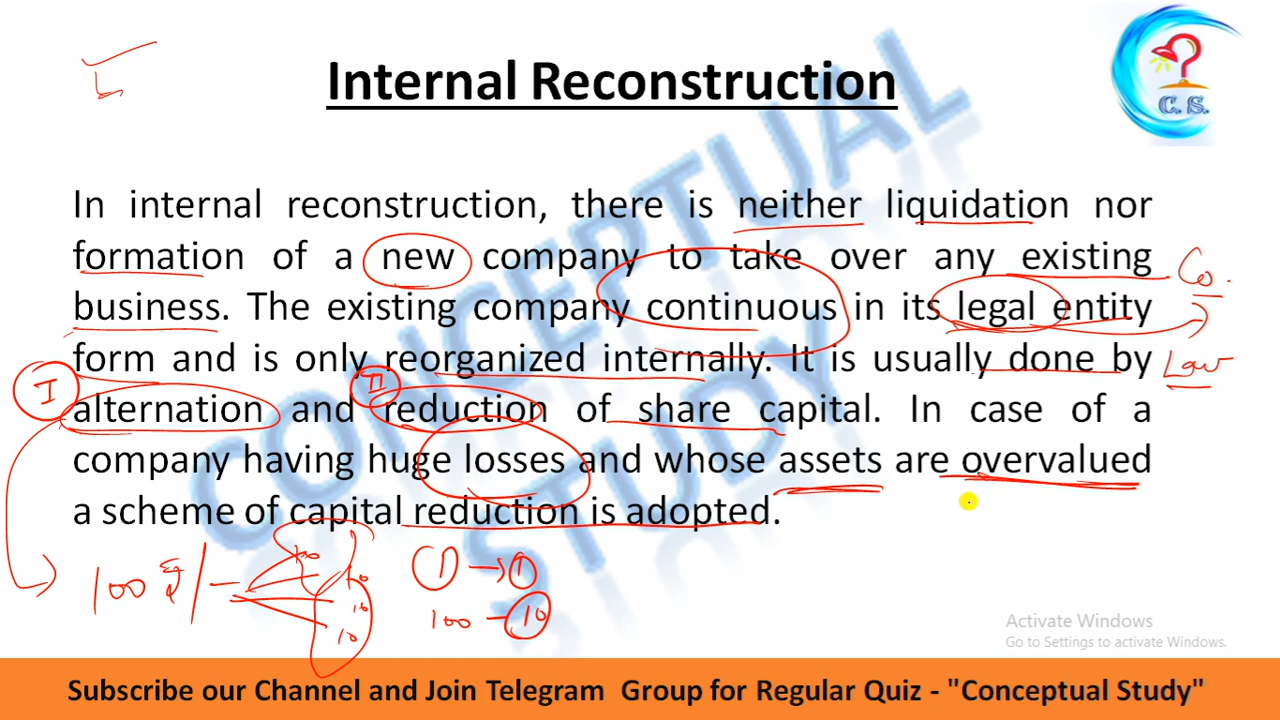 Internal Reconstruction
C. S.
In internal reconstruction, there is neither liquidation nor
formation of a new company to take over any existing
Co.
business. The existing company continuous in its legal entity
form and is only reorganized internally. It is usually done by
Law
I
II
alternation and reduction of share capital. In case of a
company having huge losses and whose assets are overvalued
a scheme of capital reduction is adopted.
100
10
10
10
1 → 1
100 - 10
CONCEPTUAL
STUDY
Activate Windows
Go to Settings to activate Windows.
Subscribe our Channel and Join Telegram Group for Regular Quiz - "Conceptual Study"